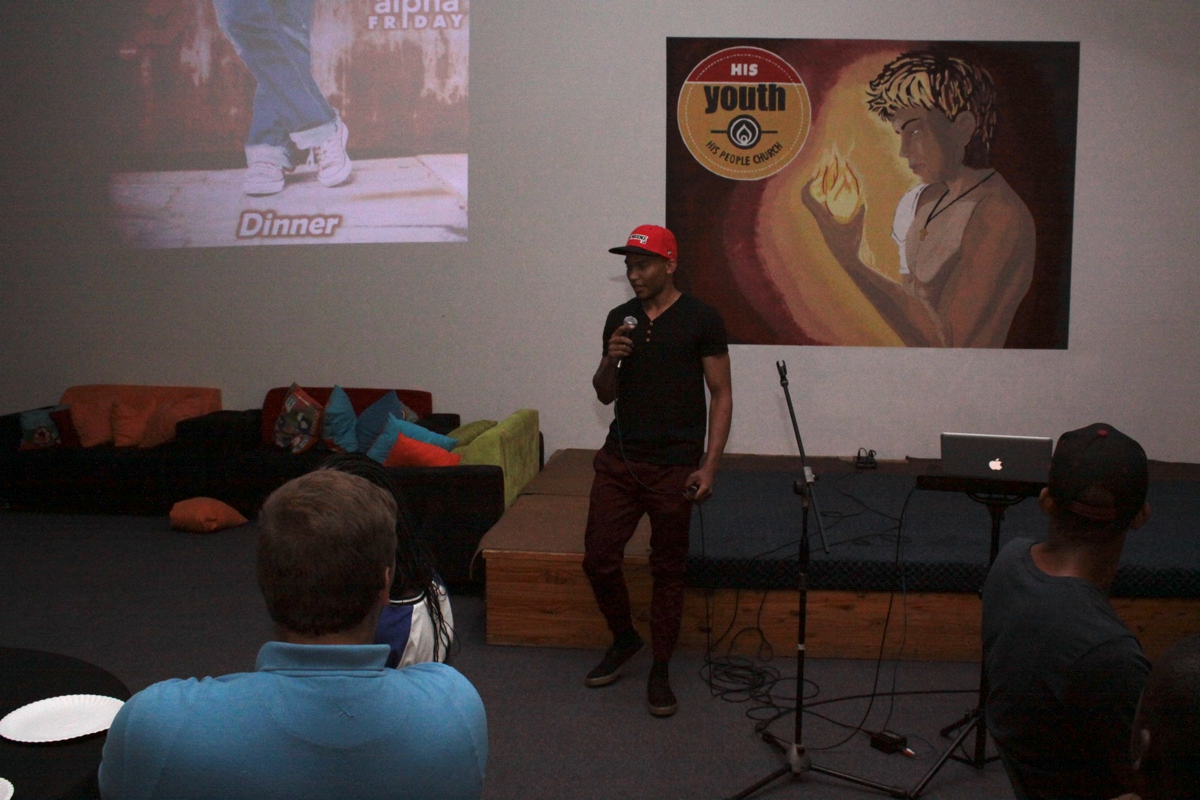 alpha
FRIDAY
Dinner
HIS
youth
HIS PEOPLE CHURCH